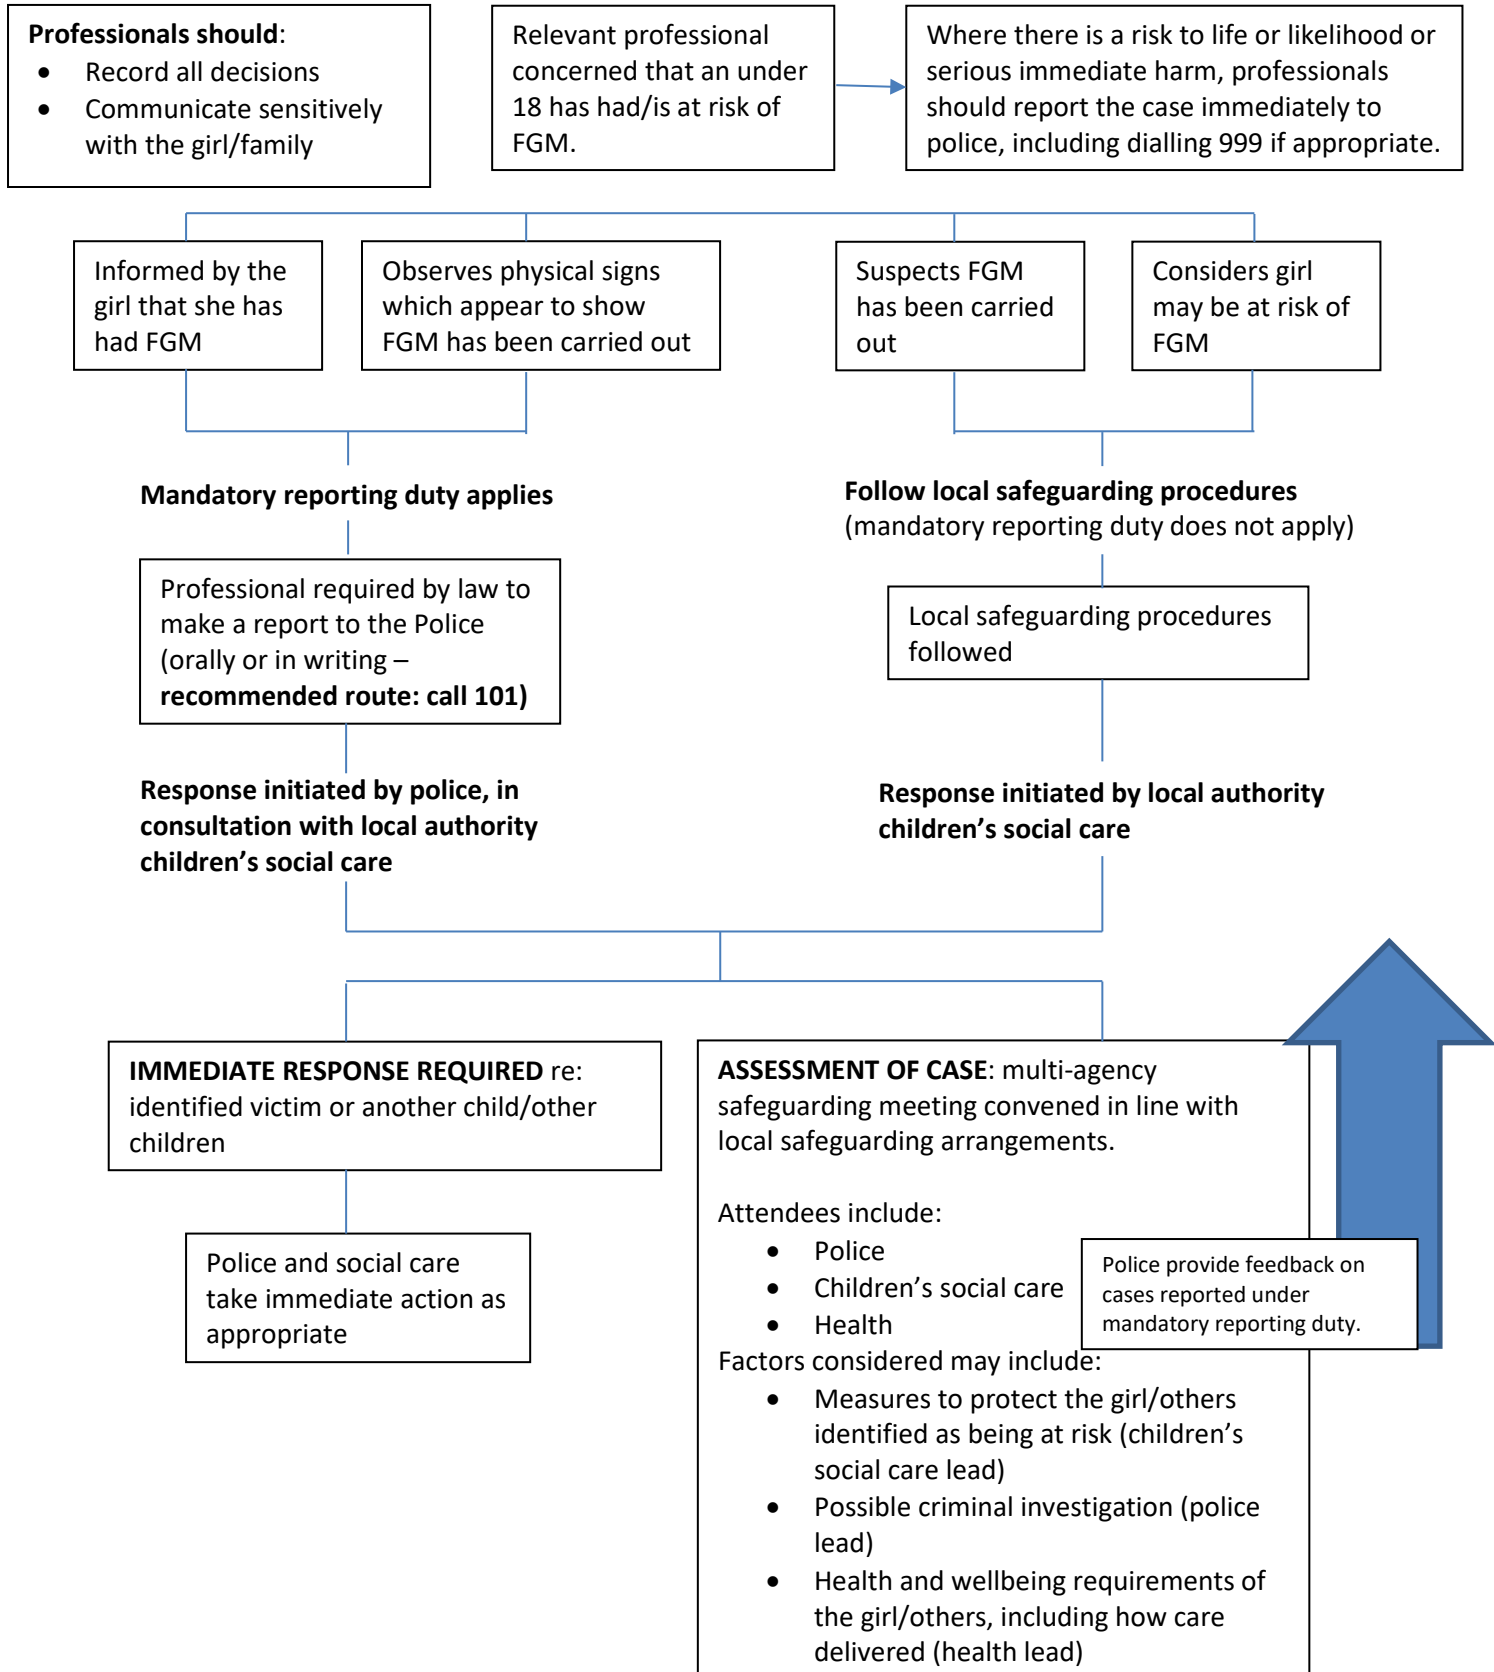 Professionals should:
• Record all decisions
• Communicate sensitively
with the girl/family
Relevant professional
concerned that an under
18 has had/is at risk of
FGM.
Where there is a risk to life or likelihood or
serious immediate harm, professionals
should report the case immediately to
police, including dialling 999 if appropriate.
Informed by the
girl that she has
had FGM
Observes physical signs
which appear to show
FGM has been carried out
Suspects FGM
has been carried
out
Considers girl
may be at risk of
FGM
Mandatory reporting duty applies
Follow local safeguarding procedures
(mandatory reporting duty does not apply)
Professional required by law to
make a report to the Police
(orally or in writing –
recommended route: call 101)
Local safeguarding procedures
followed
Response initiated by police, in
consultation with local authority
children’s social care
Response initiated by local authority
children’s social care
IMMEDIATE RESPONSE REQUIRED re:
identified victim or another child/other
children
Police and social care
take immediate action as
appropriate
ASSESSMENT OF CASE: multi-agency
safeguarding meeting convened in line with
local safeguarding arrangements.
Attendees include:
• Police
• Children’s social care
• Health
Factors considered may include:
• Measures to protect the girl/others
identified as being at risk (children’s
social care lead)
• Possible criminal investigation (police
lead)
• Health and wellbeing requirements of
the girl/others, including how care
delivered (health lead)
Police provide feedback on
cases reported under
mandatory reporting duty.